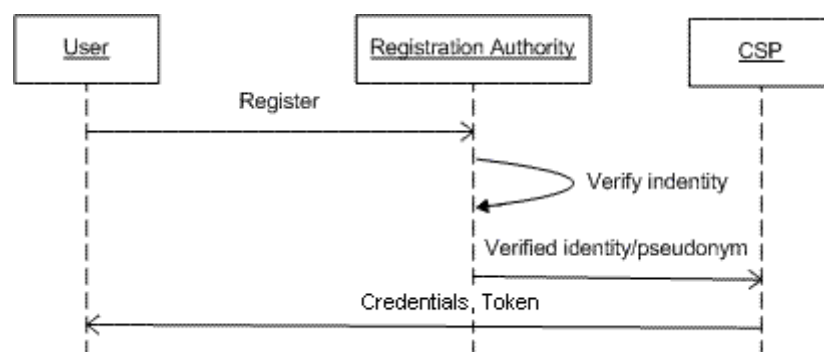 User
Registration Authority
CSP
Register
Verify indentity
Verified identity/pseudonym
Credentials, Token